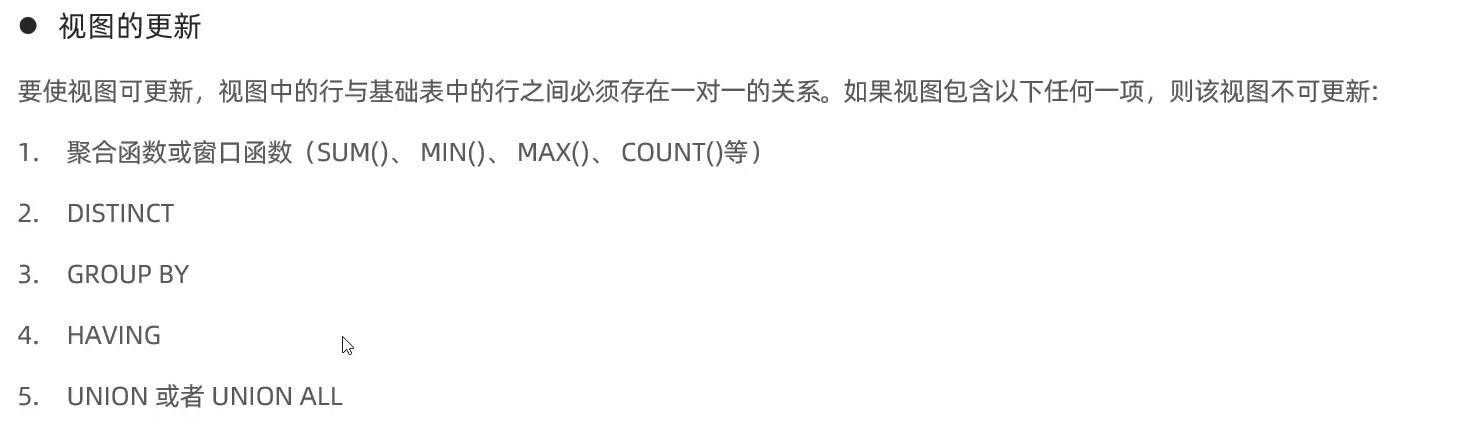 ● 视图的更新
要使视图可更新，视图中的行与基础表中的行之间必须存在一对一的关系。如果视图包含以下任何一项，则该视图不可更新：
1. 聚合函数或窗口函数（SUM()、 MIN()、 MAX()、 COUNT()等）
2. DISTINCT
3. GROUP BY
4. HAVING
5. UNION 或者 UNION ALL